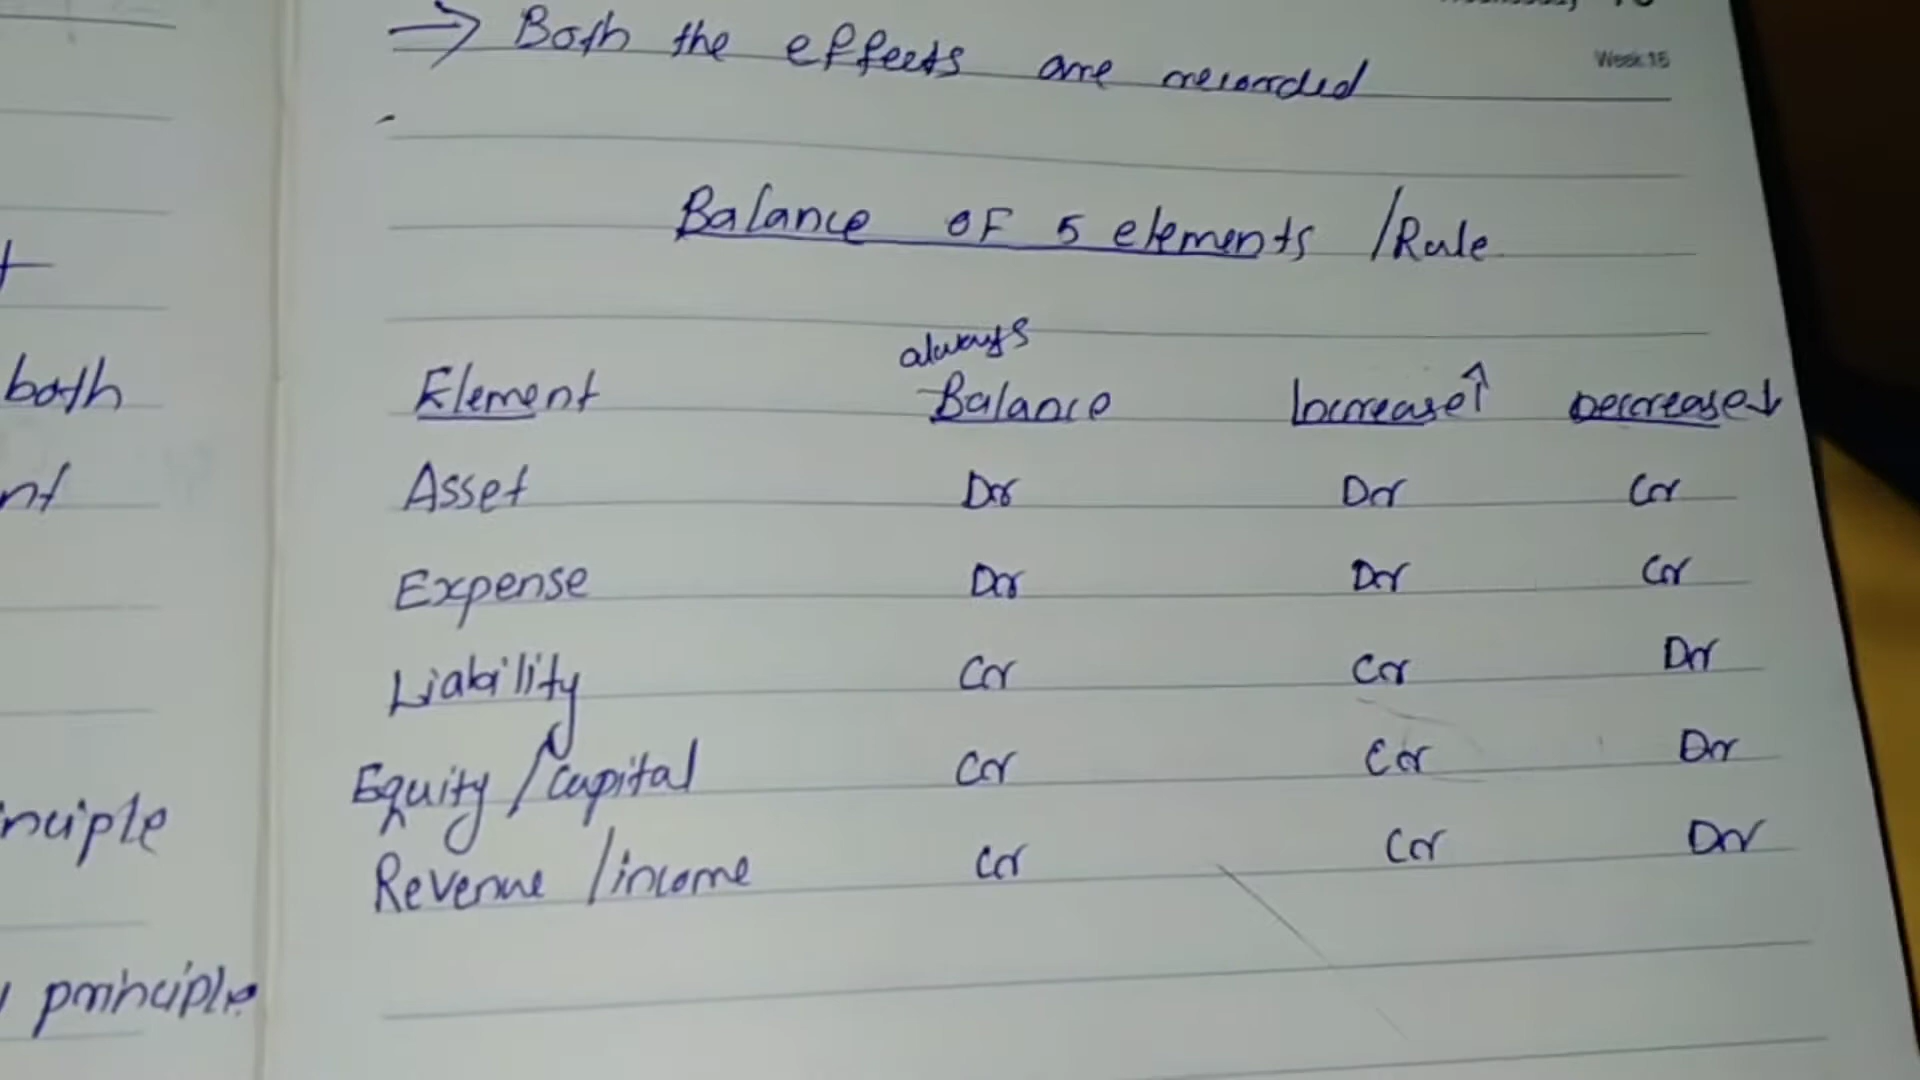 → Both the effects are recorded
Week 15
Balance OF 5 elements /Rule
always
Element Balance Increase↑ Decrease↓
Asset Dr Dr Cr
Expense Dr Dr Cr
Liability Cr Cr Dr
Equity /Capital Cr Cr Dr
Revenue /income Cr Cr Dr
both
principle